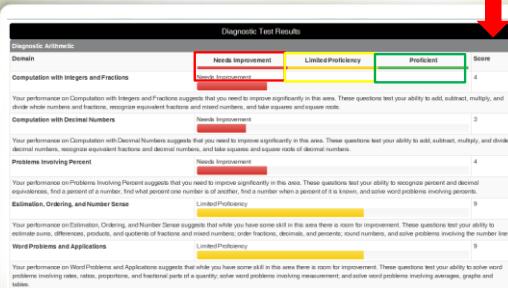 Diagnostic Test Results
Diagnostic Arithmetic
Domain Needs Improvement Limited Proficiency Proficient Score
Computation with Integers and Fractions Needs Improvement 4
Your performance on Computation with Integers and Fractions suggests that you need to improve significantly in this area. These questions test your ability to add, subtract, multiply, and
divide whole numbers and fractions, recognize equivalent fractions and mixed numbers, and take squares and square roots.
Computation with Decimal Numbers Needs Improvement 3
Your performance on Computation with Decimal Numbers suggests that you need to improve significantly in this area. These questions test your ability to add, subtract, multiply, and divide
decimal numbers, recognize equivalent fractions and decimal numbers, and take squares and square roots of decimal numbers.
Problems Involving Percent Needs Improvement 4
Your performance on Problems Involving Percent suggests that you need to improve significantly in this area. These questions test your ability to recognize percent and decimal
equivalences, find a percent of a number, find what percent one number is of another, find a number when a percent of it is known, and solve word problems involving percents.
Estimation, Ordering, and Number Sense Limited Proficiency 9
Your performance on Estimation, Ordering, and Number Sense suggests that while you have some skill in this area there is room for improvement. These questions test your ability to
estimate sums, differences, products, and quotients of fractions and mixed numbers; order fractions, decimals, and percents; round numbers, and solve problems involving the number line
Word Problems and Applications Limited Proficiency 9
Your performance on Word Problems and Applications suggests that while you have some skill in this area there is room for improvement. These questions test your ability to solve word
problems involving rates, ratios, proportions, and fractional parts of a quantity; solve word problems involving measurement; and solve word problems involving averages, graphs and
tables.